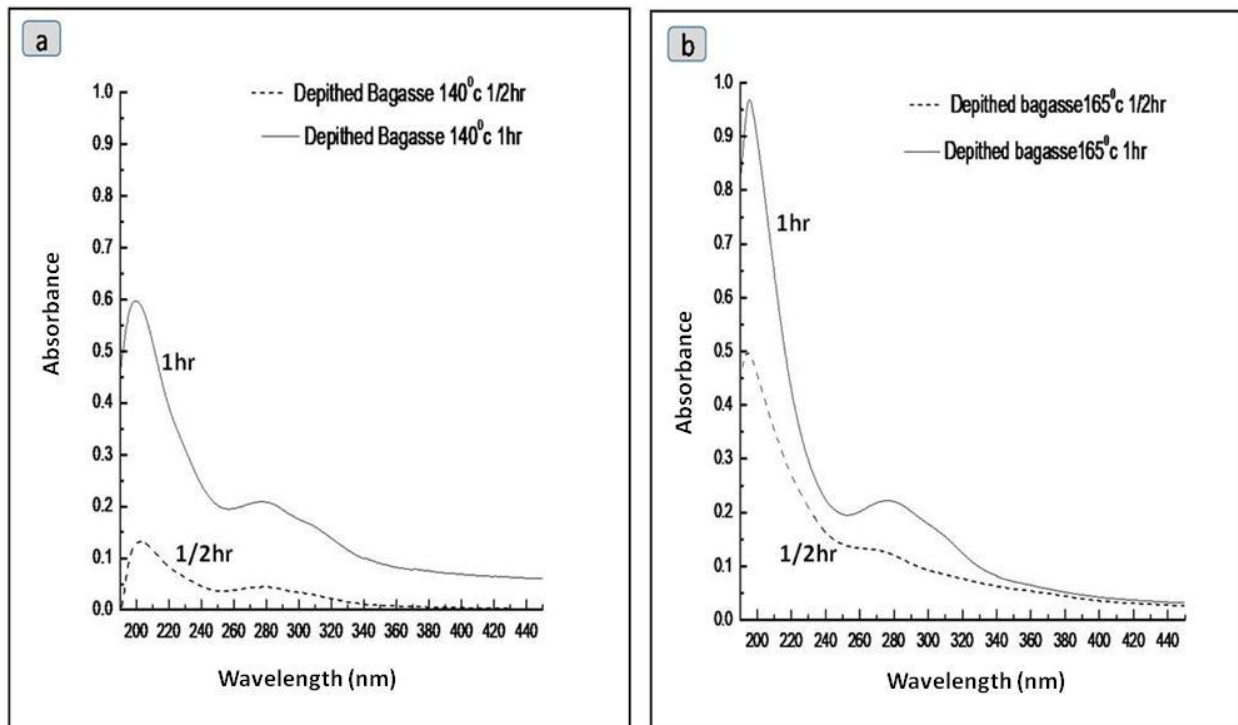 a
Depithed Bagasse 140⁰c 1/2hr
Depithed Bagasse 140⁰c 1hr
1.0
0.9
0.8
0.7
0.6
0.5
0.4
0.3
0.2
0.1
0.0
Absorbance
1hr
1/2hr
200 220 240 260 280 300 320 340 360 380 400 420 440
Wavelength (nm)
b
Depithed bagasse165⁰c 1/2hr
Depithed bagasse165⁰c 1hr
1.0
0.9
0.8
0.7
0.6
0.5
0.4
0.3
0.2
0.1
0.0
Absorbance
1hr
1/2hr
200 220 240 260 280 300 320 340 360 380 400 420 440
Wavelength (nm)